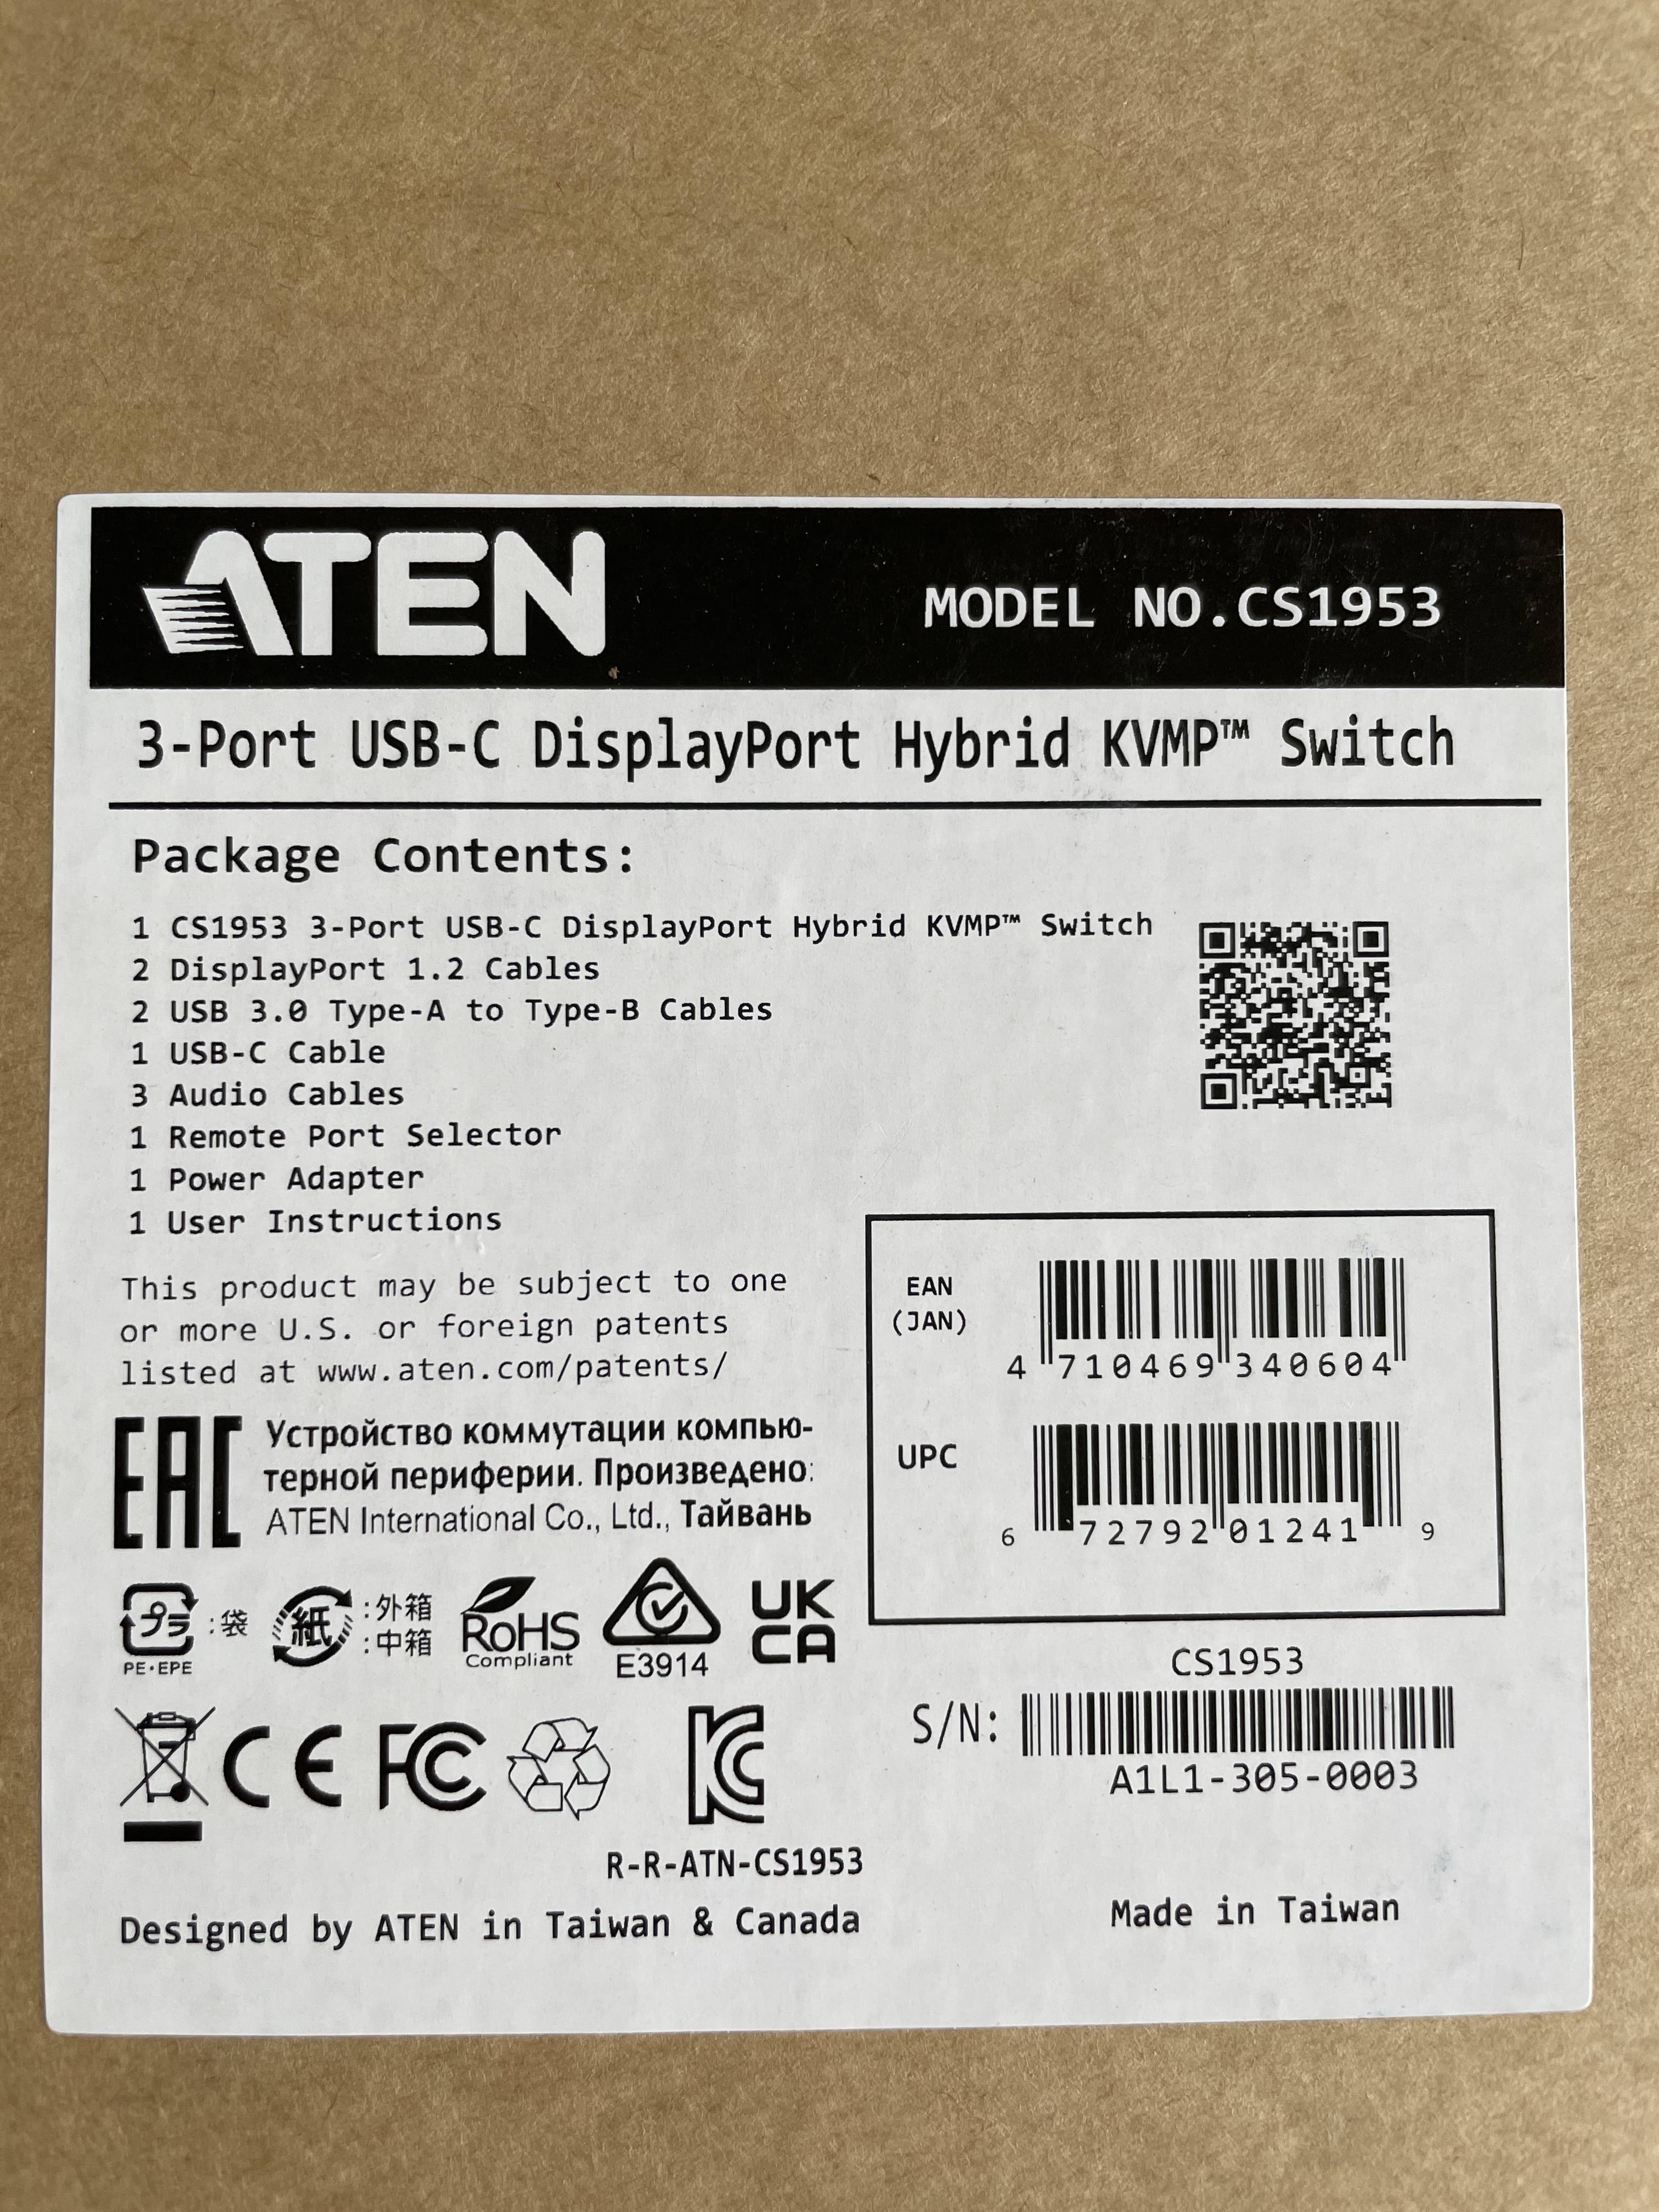 ATEN
MODEL NO.CS1953
3-Port USB-C DisplayPort Hybrid KVMP™ Switch
Package Contents:
1 CS1953 3-Port USB-C DisplayPort Hybrid KVMP™ Switch
2 DisplayPort 1.2 Cables
2 USB 3.0 Type-A to Type-B Cables
1 USB-C Cable
3 Audio Cables
1 Remote Port Selector
1 Power Adapter
1 User Instructions
This product may be subject to one
or more U.S. or foreign patents
listed at www.aten.com/patents/
EAN
(JAN)
4 710469 340604
UPC
6 72792 01241 9
EAC
Устройство коммутации компью-
терной периферии. Произведено:
ATEN International Co., Ltd., Тайвань
プラ :袋
PE·EPE
紙 :外箱
:中箱
RoHS
Compliant
E3914
UK
CA
CE FC KC
R-R-ATN-CS1953
CS1953
S/N:
A1L1-305-0003
Designed by ATEN in Taiwan & Canada
Made in Taiwan